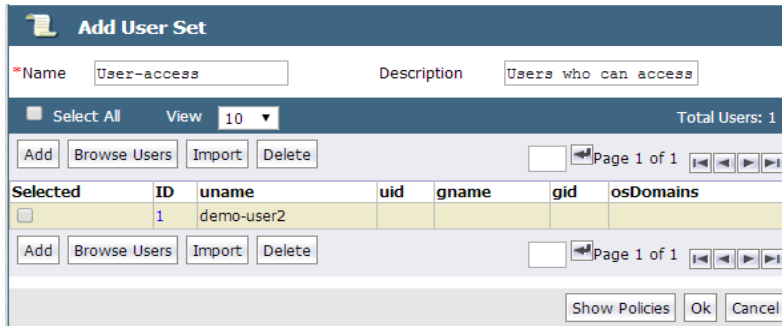 Add User Set
*Name User-access Description Users who can access
Select All View 10 Total Users: 1
Add Browse Users Import Delete Page 1 of 1
Selected ID uname uid gname gid osDomains
1 demo-user2
Add Browse Users Import Delete Page 1 of 1
Show Policies Ok Cancel